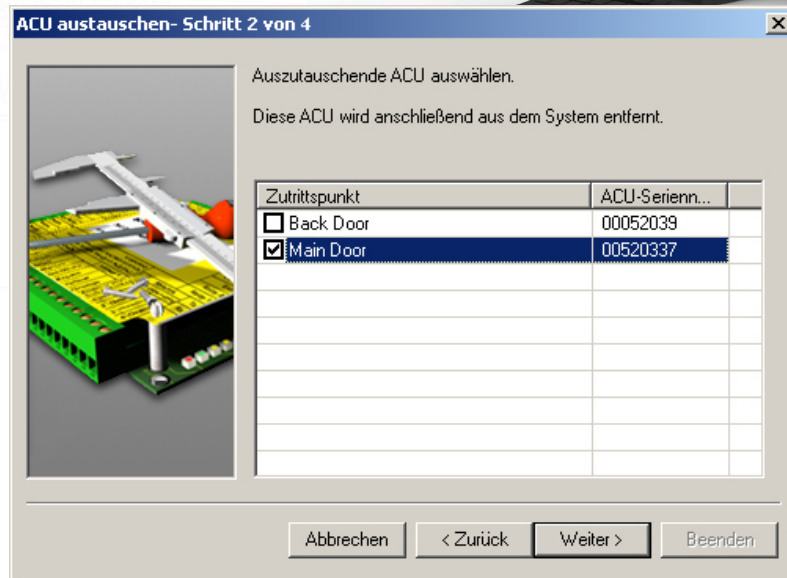 ACU austauschen- Schritt 2 von 4
Auszutauschende ACU auswählen.
Diese ACU wird anschließend aus dem System entfernt.
Zutrittspunkt ACU-Serienn...
Back Door 00052039
Main Door 00520337
Abbrechen < Zurück Weiter > Beenden